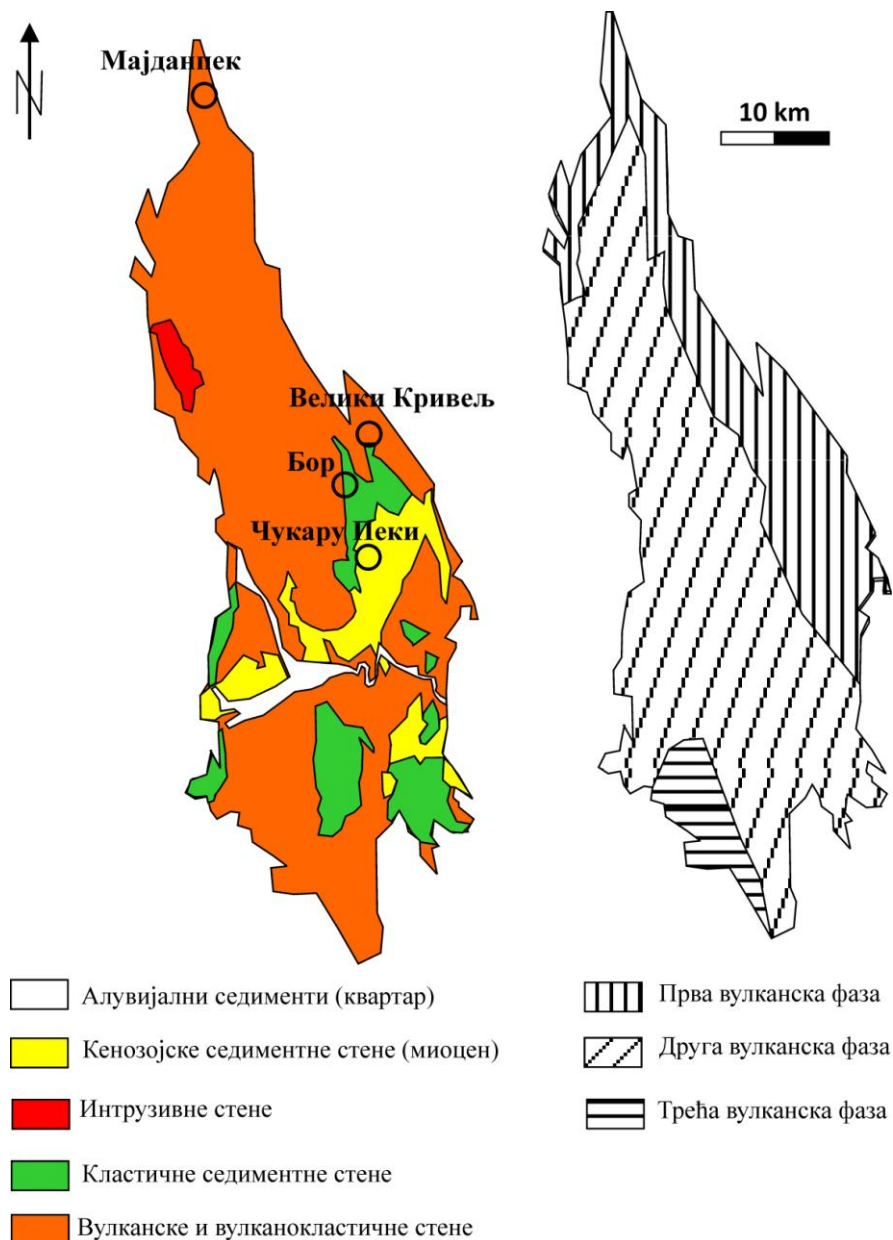 N
Мајданпек
10 km
Велики Кривељ
Бор
Чукару Пеки
Алувијални седименти (квартар)
Кенозојске седиментне стене (миоцен)
Интрузивне стене
Кластичне седиментне стене
Вулканске и вулканокластичне стене
Прва вулканска фаза
Друга вулканска фаза
Трећа вулканска фаза